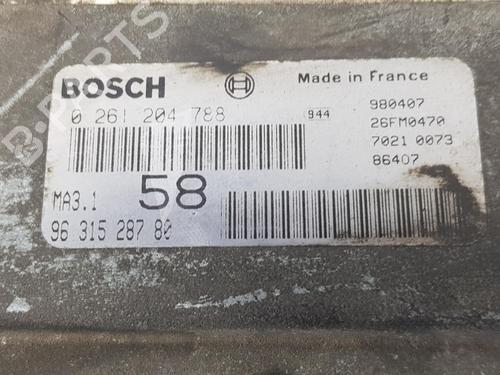 BOSCH
Made in France
0 261 204 788
944
980407
26FM0470
7021 0073
86407
MA3.1
58
96 315 287 80
B-PARTS